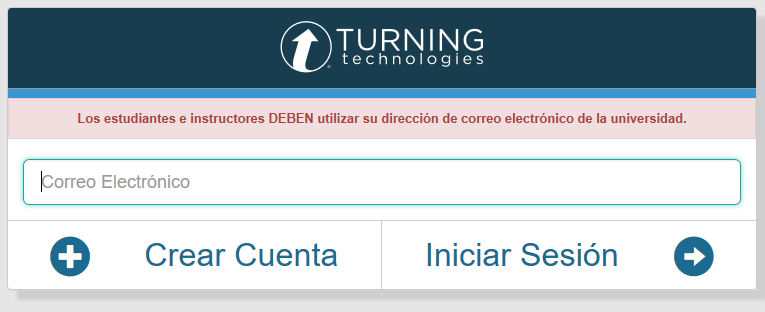 TURNING
technologies
Los estudiantes e instructores DEBEN utilizar su dirección de correo electrónico de la universidad.
Correo Electrónico
Crear Cuenta
Iniciar Sesión